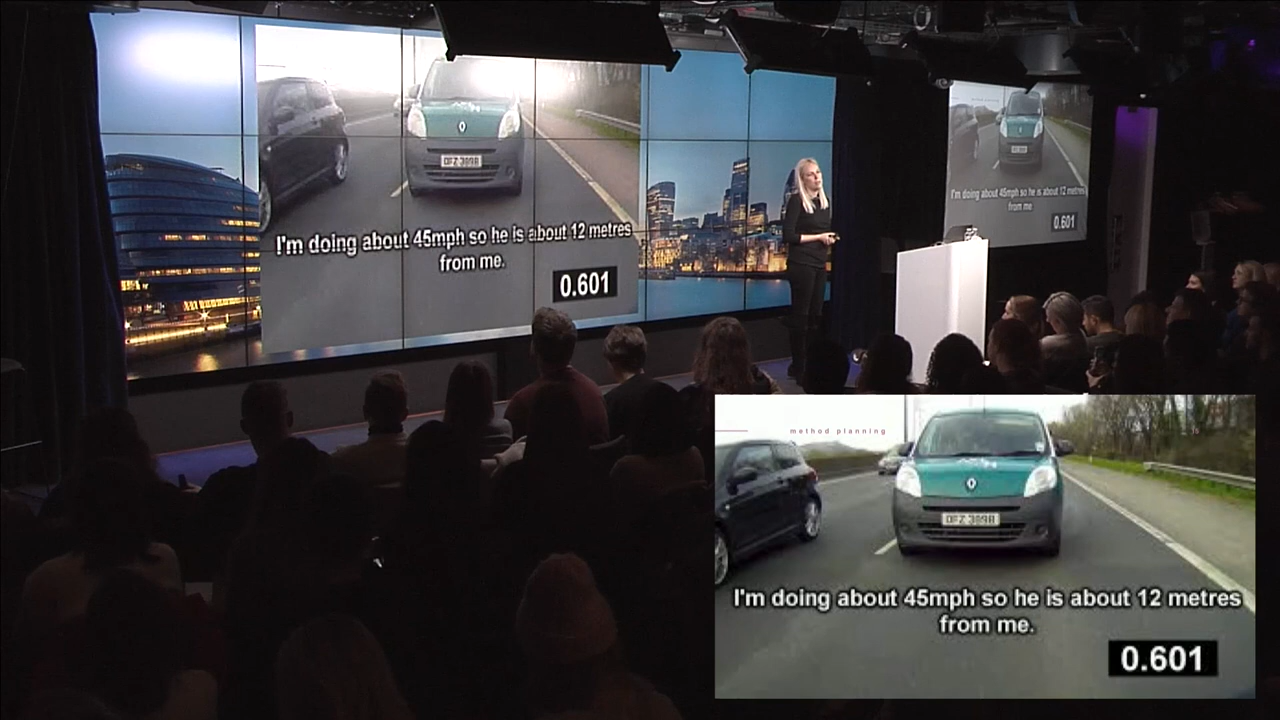 I'm doing about 45mph so he is about 12 metres
from me.
0.601
I'm doing about 45mph so he is about 12 metres
from me.
0.601
method planning
I'm doing about 45mph so he is about 12 metres
from me.
0.601